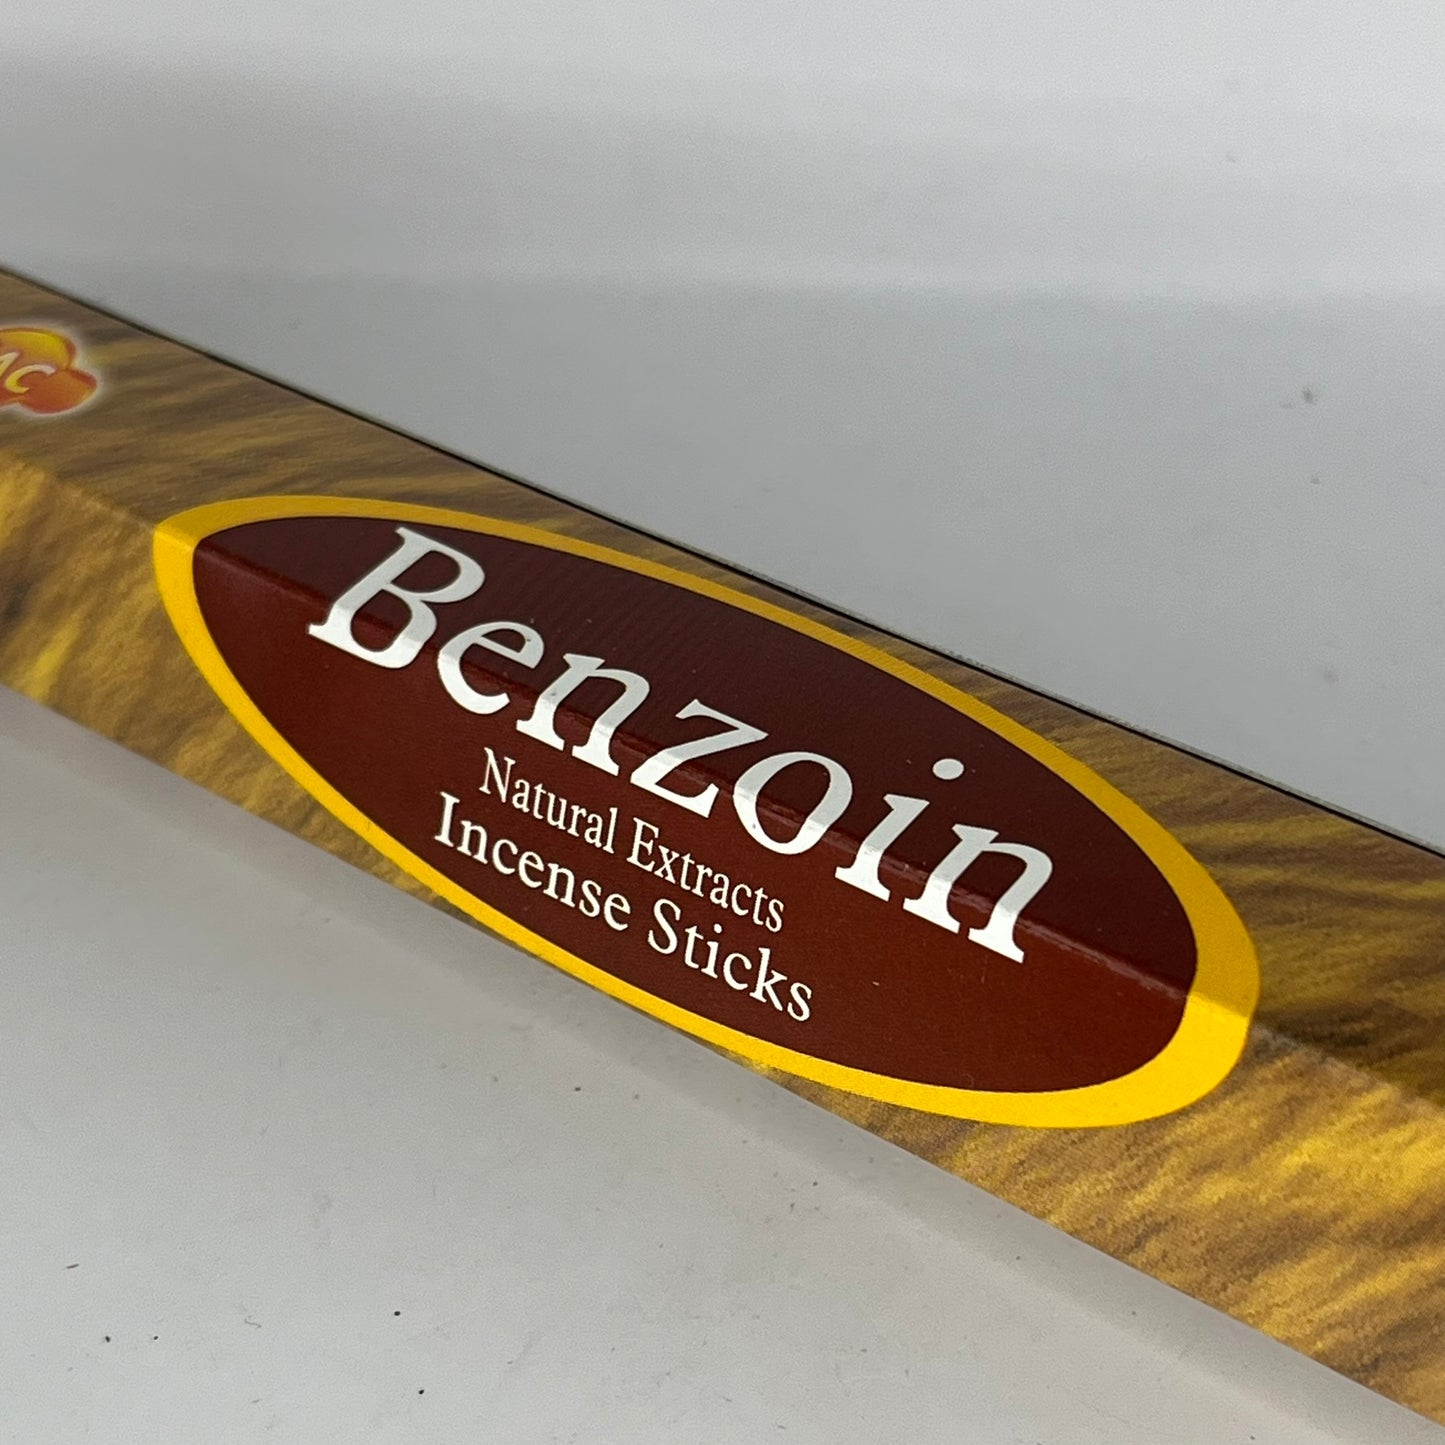 Benzoin
Natural Extracts
Incense Sticks